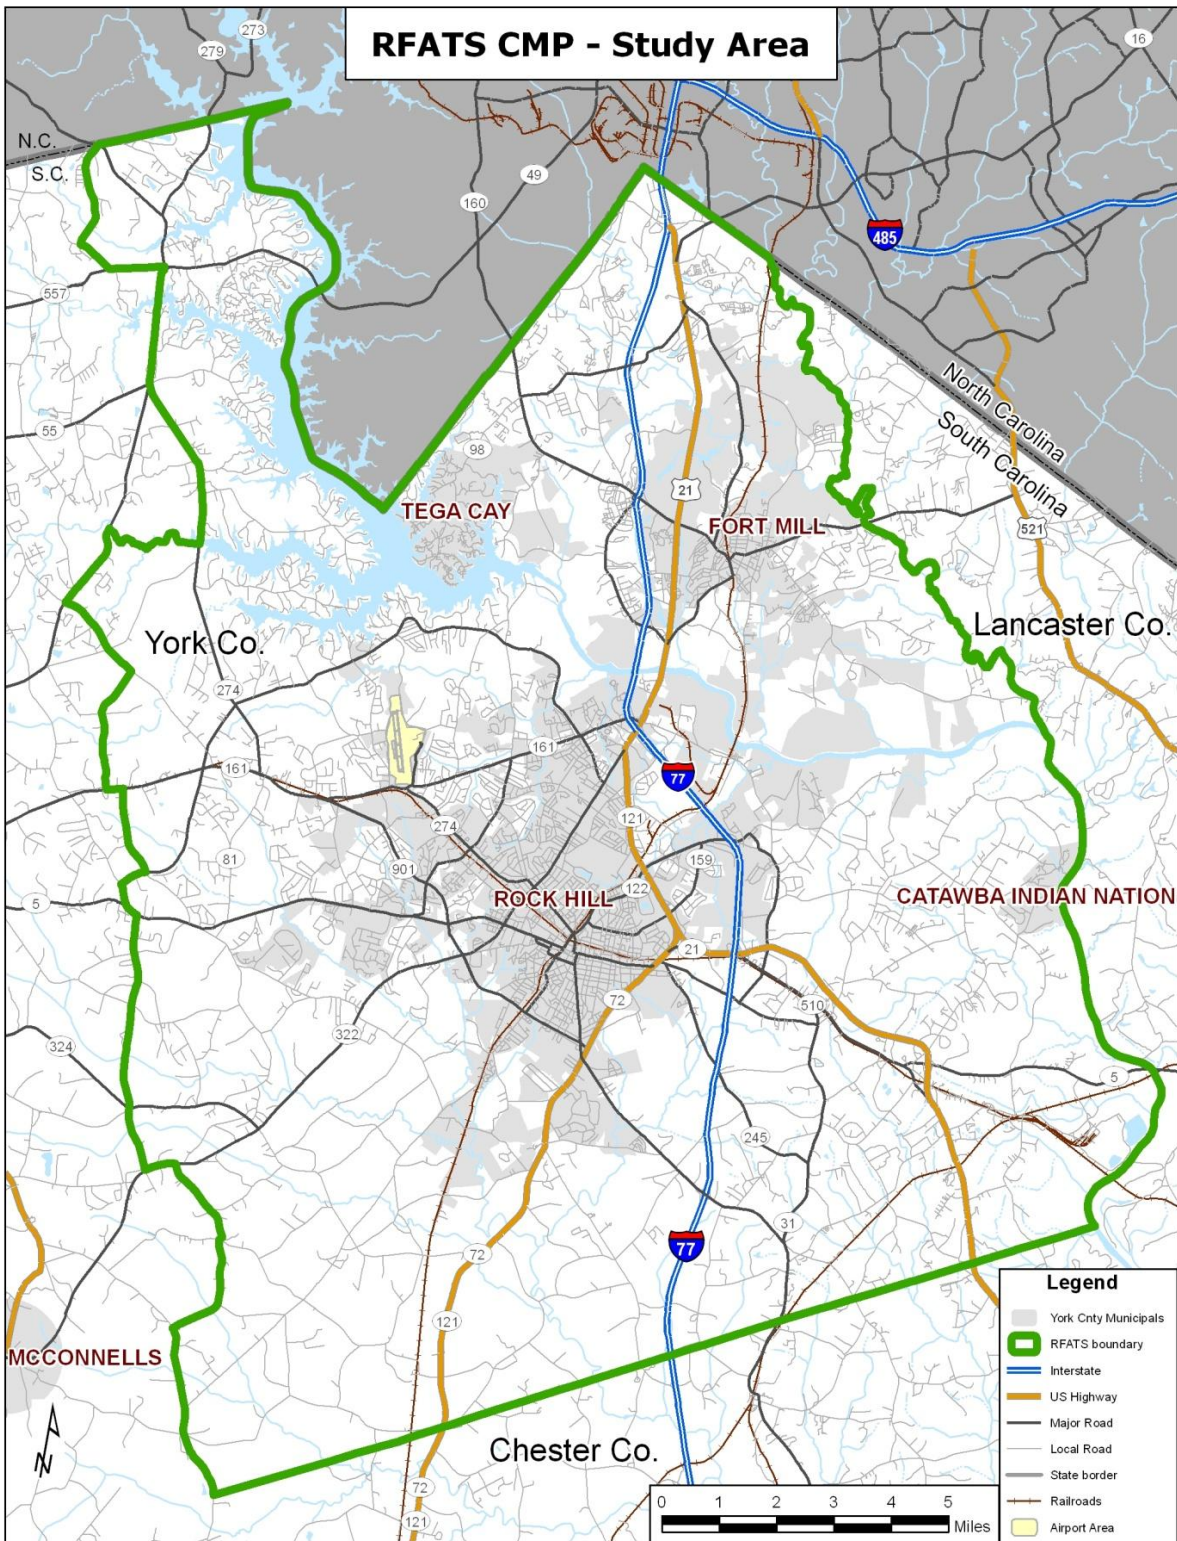 RFATS CMP - Study Area
273
279
16
N.C.
S.C.
49
160
485
557
North Carolina
South Carolina
55
98
21
TEGA CAY
FORT MILL
521
York Co.
Lancaster Co.
274
161
161
77
121
274
81
901
159
122
5
ROCK HILL
CATAWBA INDIAN NATION
21
72
510
322
324
5
245
31
77
72
121
MCCONNELLS
N
Chester Co.
72
121
Legend
York Cnty Municipals
RFATS boundary
Interstate
US Highway
Major Road
Local Road
State border
Railroads
Airport Area
0 1 2 3 4 5
Miles